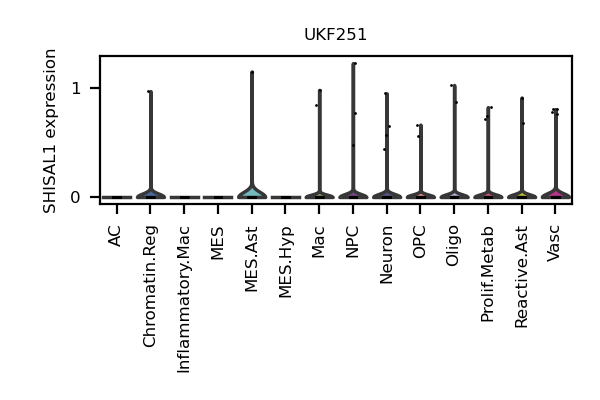 UKF251
SHISAL1 expression
1
0
AC
Chromatin.Reg
Inflammatory.Mac
MES
MES.Ast
MES.Hyp
Mac
NPC
Neuron
OPC
Oligo
Prolif.Metab
Reactive.Ast
Vasc